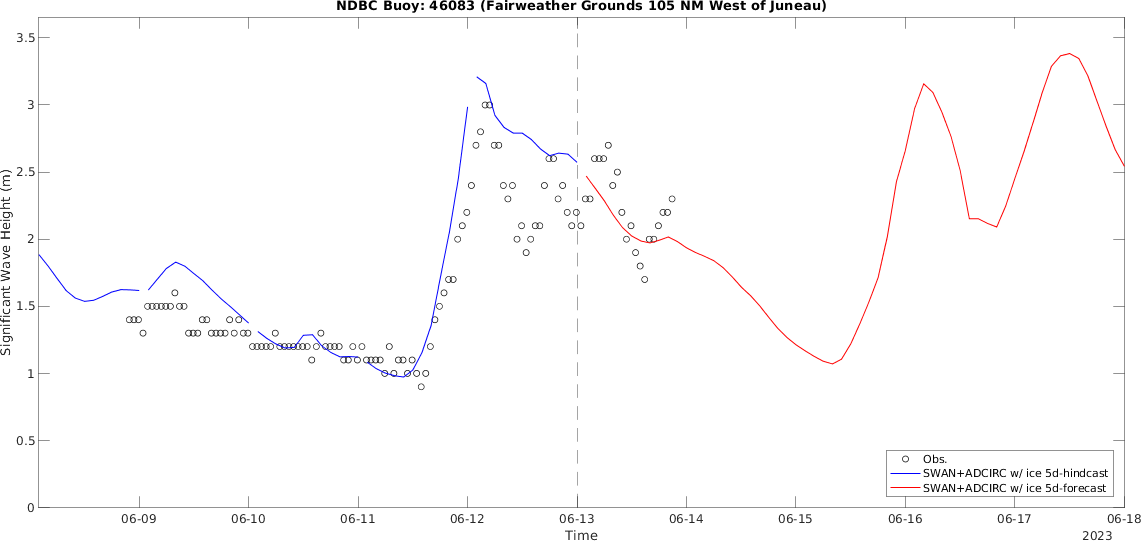 NDBC Buoy: 46083 (Fairweather Grounds 105 NM West of Juneau)
3.5
3
2.5
2
1.5
1
0.5
0
Significant Wave Height (m)
Obs.
SWAN+ADCIRC w/ ice 5d-hindcast
SWAN+ADCIRC w/ ice 5d-forecast
06-09 06-10 06-11 06-12 06-13 06-14 06-15 06-16 06-17 06-18
Time
2023